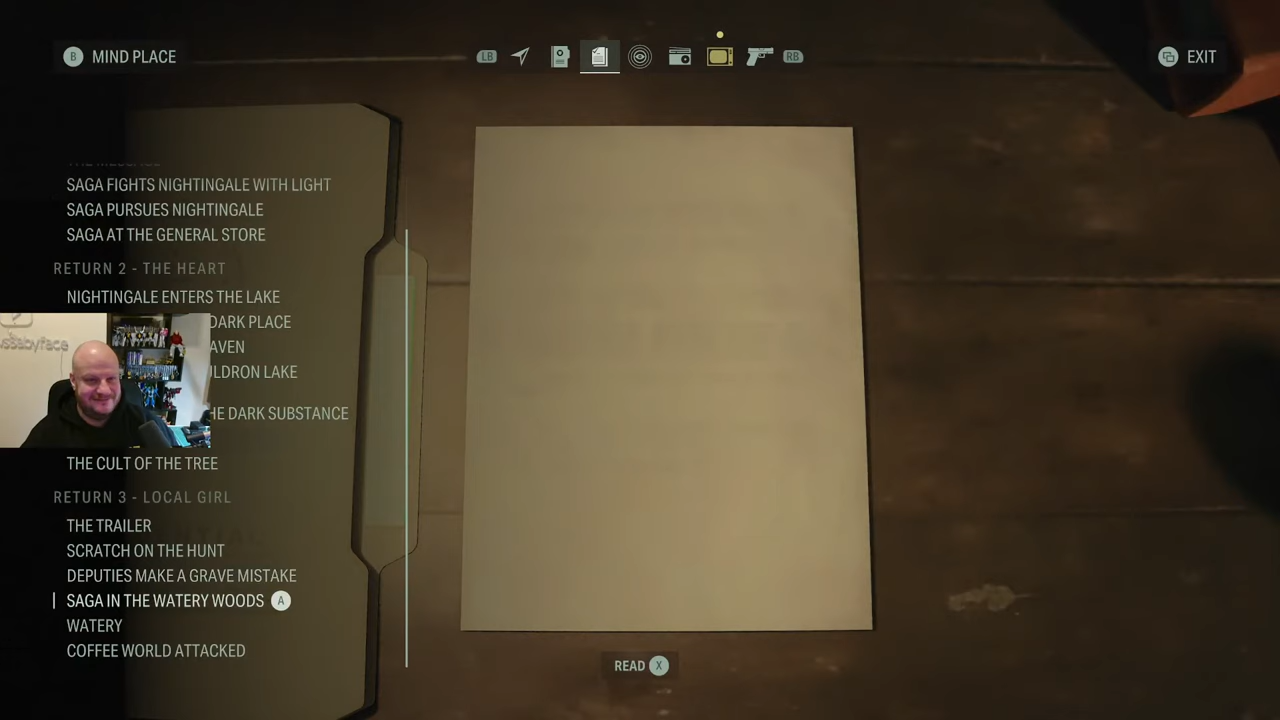 B MIND PLACE
LB
RB
EXIT
SAGA FIGHTS NIGHTINGALE WITH LIGHT
SAGA PURSUES NIGHTINGALE
SAGA AT THE GENERAL STORE
RETURN 2 - THE HEART
NIGHTINGALE ENTERS THE LAKE
DARK PLACE
AVEN
ULDRON LAKE
HE DARK SUBSTANCE
THE CULT OF THE TREE
RETURN 3 - LOCAL GIRL
THE TRAILER
SCRATCH ON THE HUNT
DEPUTIES MAKE A GRAVE MISTAKE
SAGA IN THE WATERY WOODS A
WATERY
COFFEE WORLD ATTACKED
READ X